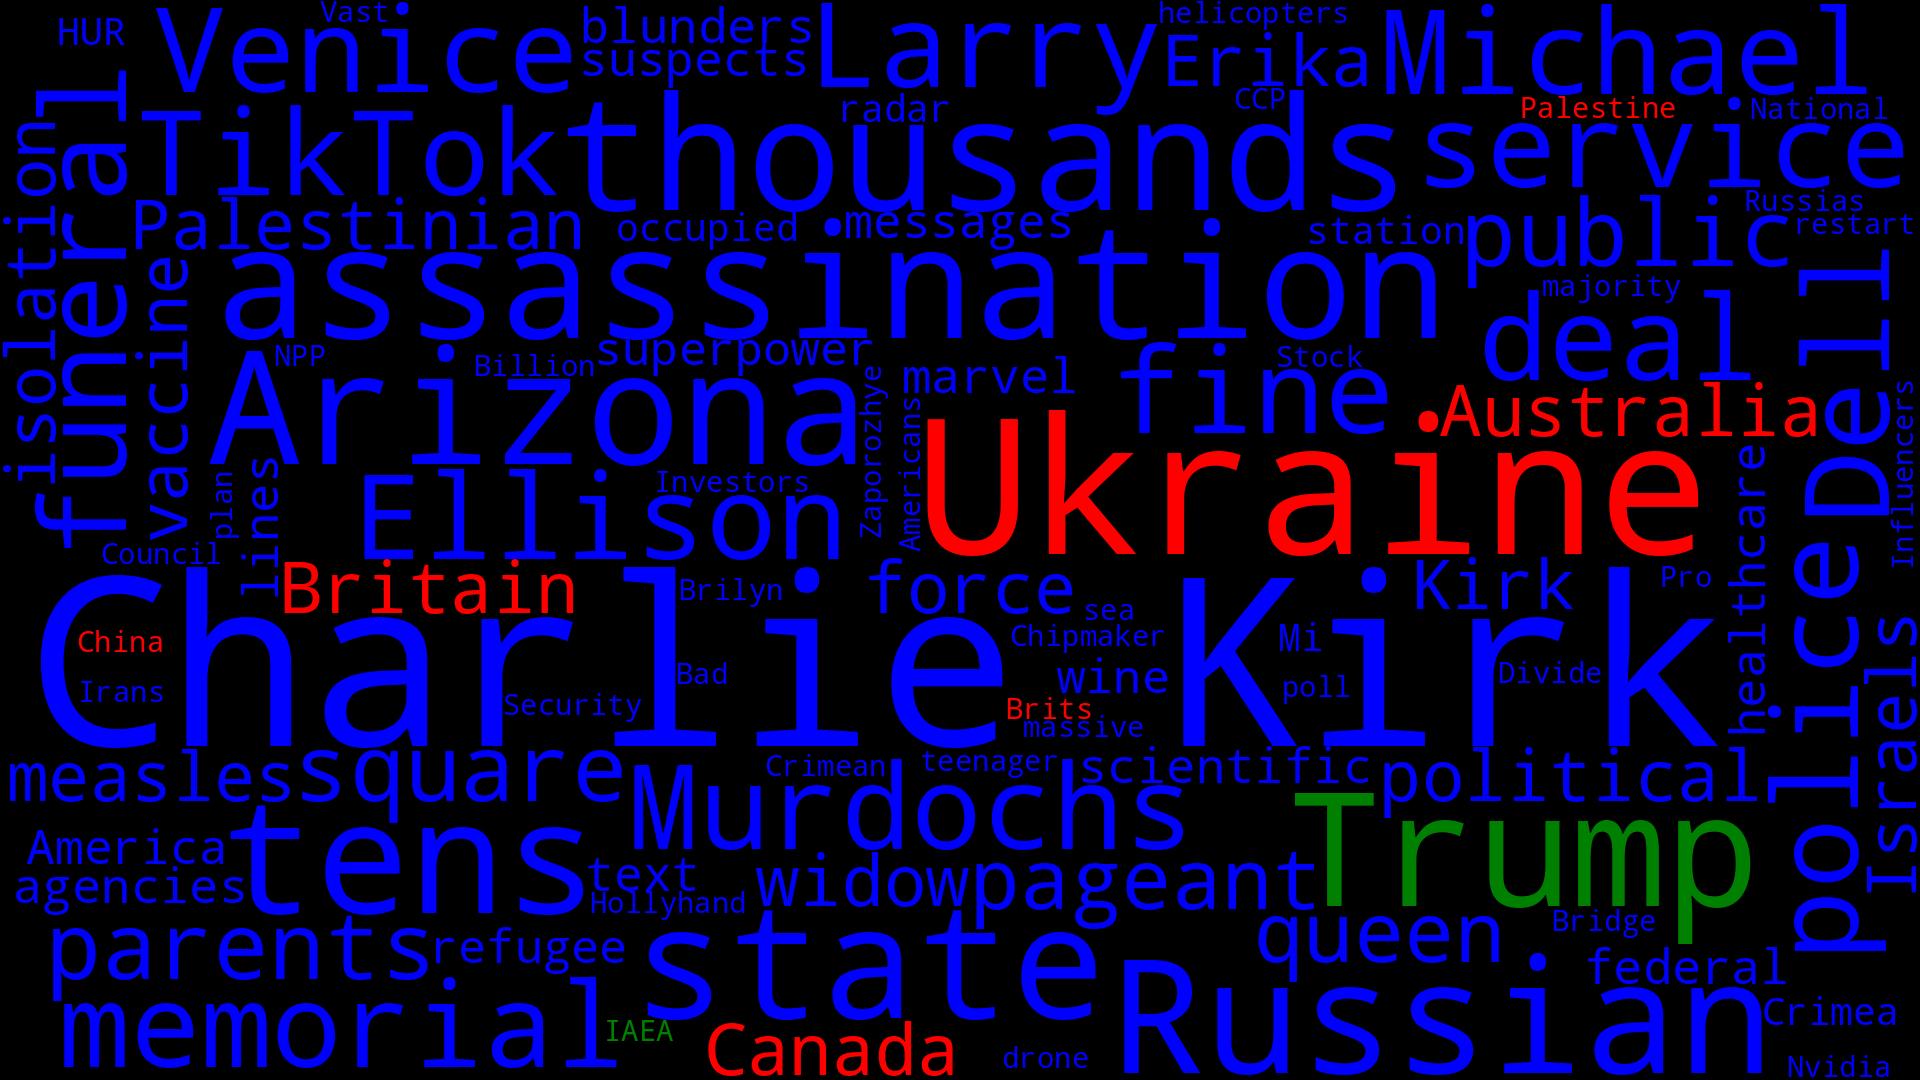 HUR
Vast
Venice
blunders
suspects
Larry
helicopters
Erika
Michael
radar
CCP
Palestine
National
funeral
isolation
TikTok
thousands
service
Palestinian
occupied
messages
station
public
Russias
restart
vaccine
assassination
majority
deal
Dell
NPP
Arizona
Billion
superpower
marvel
fine
Stock
Australia
Zaporozhye
Americans
Ukraine
Influencers
plan
lines
Ellison
Investors
healthcare
Council
Britain
Brilyn
force
sea
Kirk
Pro
Charlie Kirk
China
Irans
Security
Bad
Chipmaker
wine
Brits
massive
Mi
poll
Divide
police
Israels
measles
square
Murdochs
Crimean
teenager
scientific
political
Trump
America
agencies
tens
text
Hollyhand
widow
pageant
parents
refugee
state
queen
Bridge
federal
memorial
IAEA
Canada
drone
Russian
Crimea
Nvidia